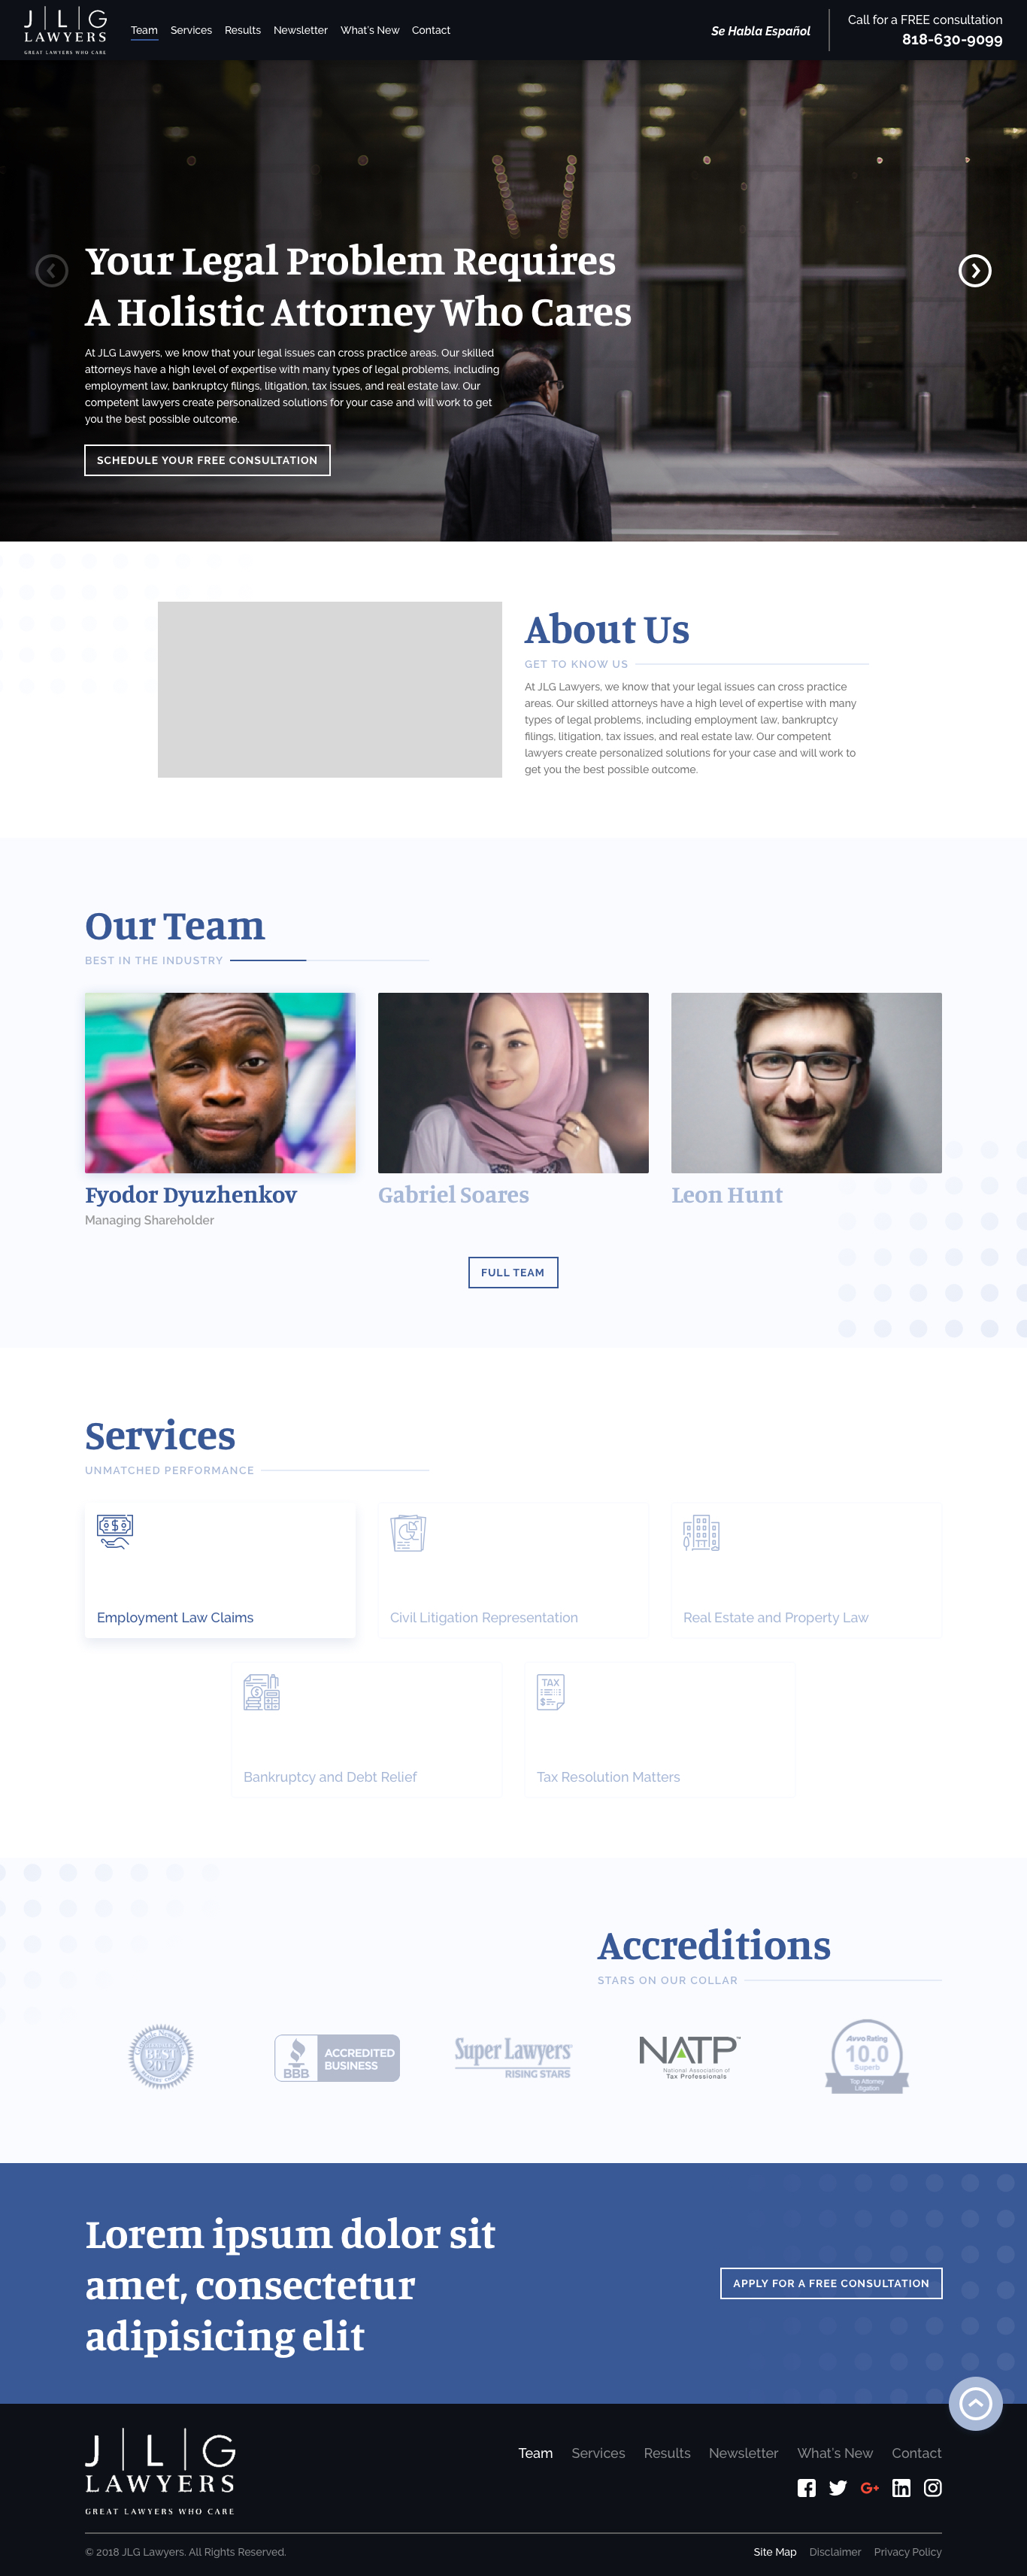 J L G
LAWYERS
GREAT LAWYERS WHO CARE
Team Services Results Newsletter What's New Contact
Se Habla Español
Call for a FREE consultation
818-630-9099
Your Legal Problem Requires
A Holistic Attorney Who Cares
At JLG Lawyers, we know that your legal issues can cross practice areas. Our skilled
attorneys have a high level of expertise with many types of legal problems, including
employment law, bankruptcy filings, litigation, tax issues, and real estate law. Our
competent lawyers create personalized solutions for your case and will work to get
you the best possible outcome.
SCHEDULE YOUR FREE CONSULTATION
About Us
GET TO KNOW US
At JLG Lawyers, we know that your legal issues can cross practice
areas. Our skilled attorneys have a high level of expertise with many
types of legal problems, including employment law, bankruptcy
filings, litigation, tax issues, and real estate law. Our competent
lawyers create personalized solutions for your case and will work to
get you the best possible outcome.
Our Team
BEST IN THE INDUSTRY
Fyodor Dyuzhenkov
Managing Shareholder
Gabriel Soares
Leon Hunt
FULL TEAM
Services
UNMATCHED PERFORMANCE
Employment Law Claims
Civil Litigation Representation
Real Estate and Property Law
Bankruptcy and Debt Relief
TAX
Tax Resolution Matters
Accreditions
STARS ON OUR COLLAR
BEST
2017
BBB
ACCREDITED
BUSINESS
Super Lawyers
RISING STARS
NATP™
National Association of
Tax Professionals
Avvo Rating
10.0
Superb
Top Attorney
Litigation
Lorem ipsum dolor sit
amet, consectetur
adipisicing elit
APPLY FOR A FREE CONSULTATION
J L G
LAWYERS
GREAT LAWYERS WHO CARE
Team Services Results Newsletter What's New Contact
© 2018 JLG Lawyers. All Rights Reserved.
Site Map Disclaimer Privacy Policy